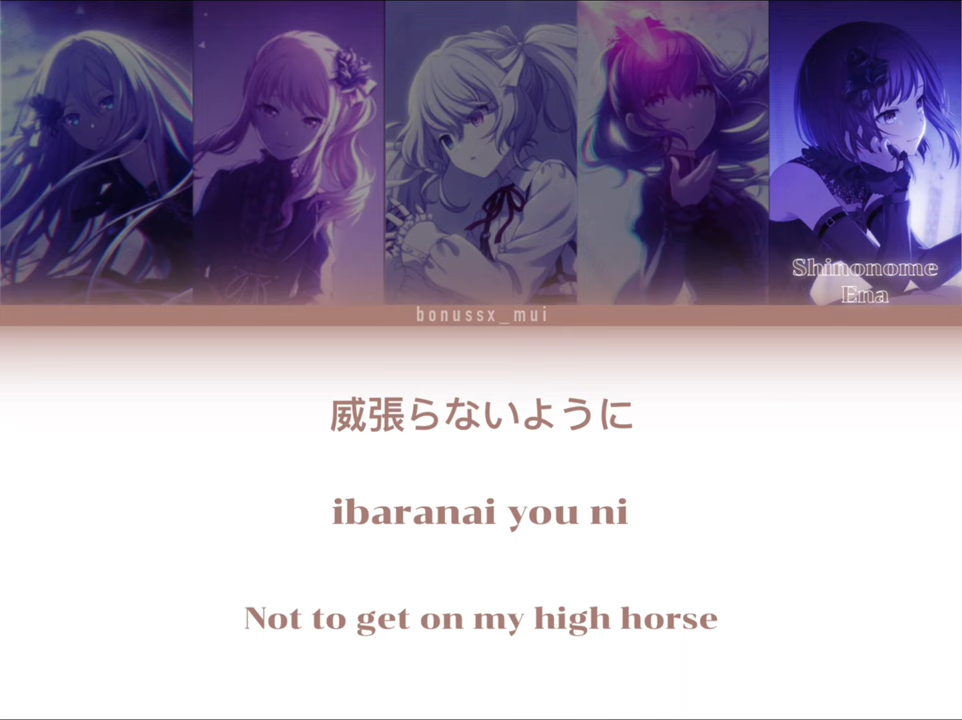 Shinonome
Ena
bonussx_mui
威張らないように
ibaranai you ni
Not to get on my high horse